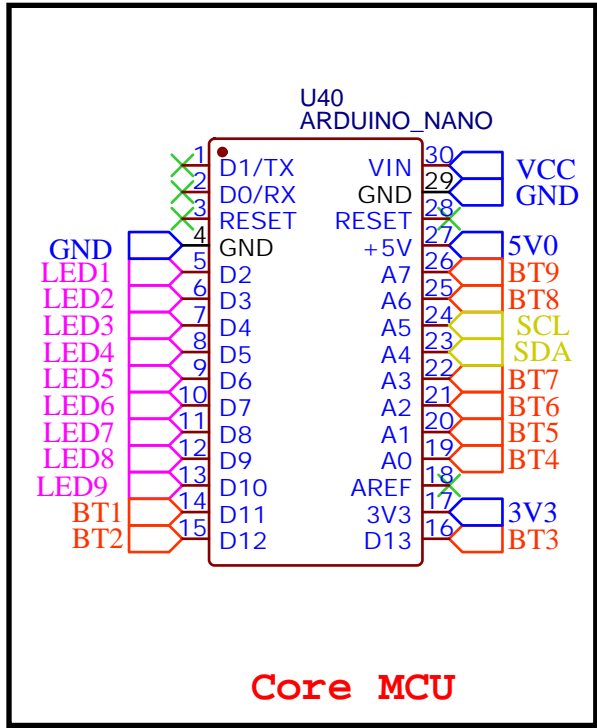 U40
ARDUINO_NANO
1 D1/TX VIN 30 VCC
2 D0/RX GND 29 GND
3 RESET RESET 28
GND 4 GND +5V 27 5V0
LED1 5 D2 A7 26 BT9
LED2 6 D3 A6 25 BT8
LED3 7 D4 A5 24 SCL
LED4 8 D5 A4 23 SDA
LED5 9 D6 A3 22 BT7
LED6 10 D7 A2 21 BT6
LED7 11 D8 A1 20 BT5
LED8 12 D9 A0 19 BT4
LED9 13 D10 AREF 18
BT1 14 D11 3V3 17 3V3
BT2 15 D12 D13 16 BT3
Core MCU